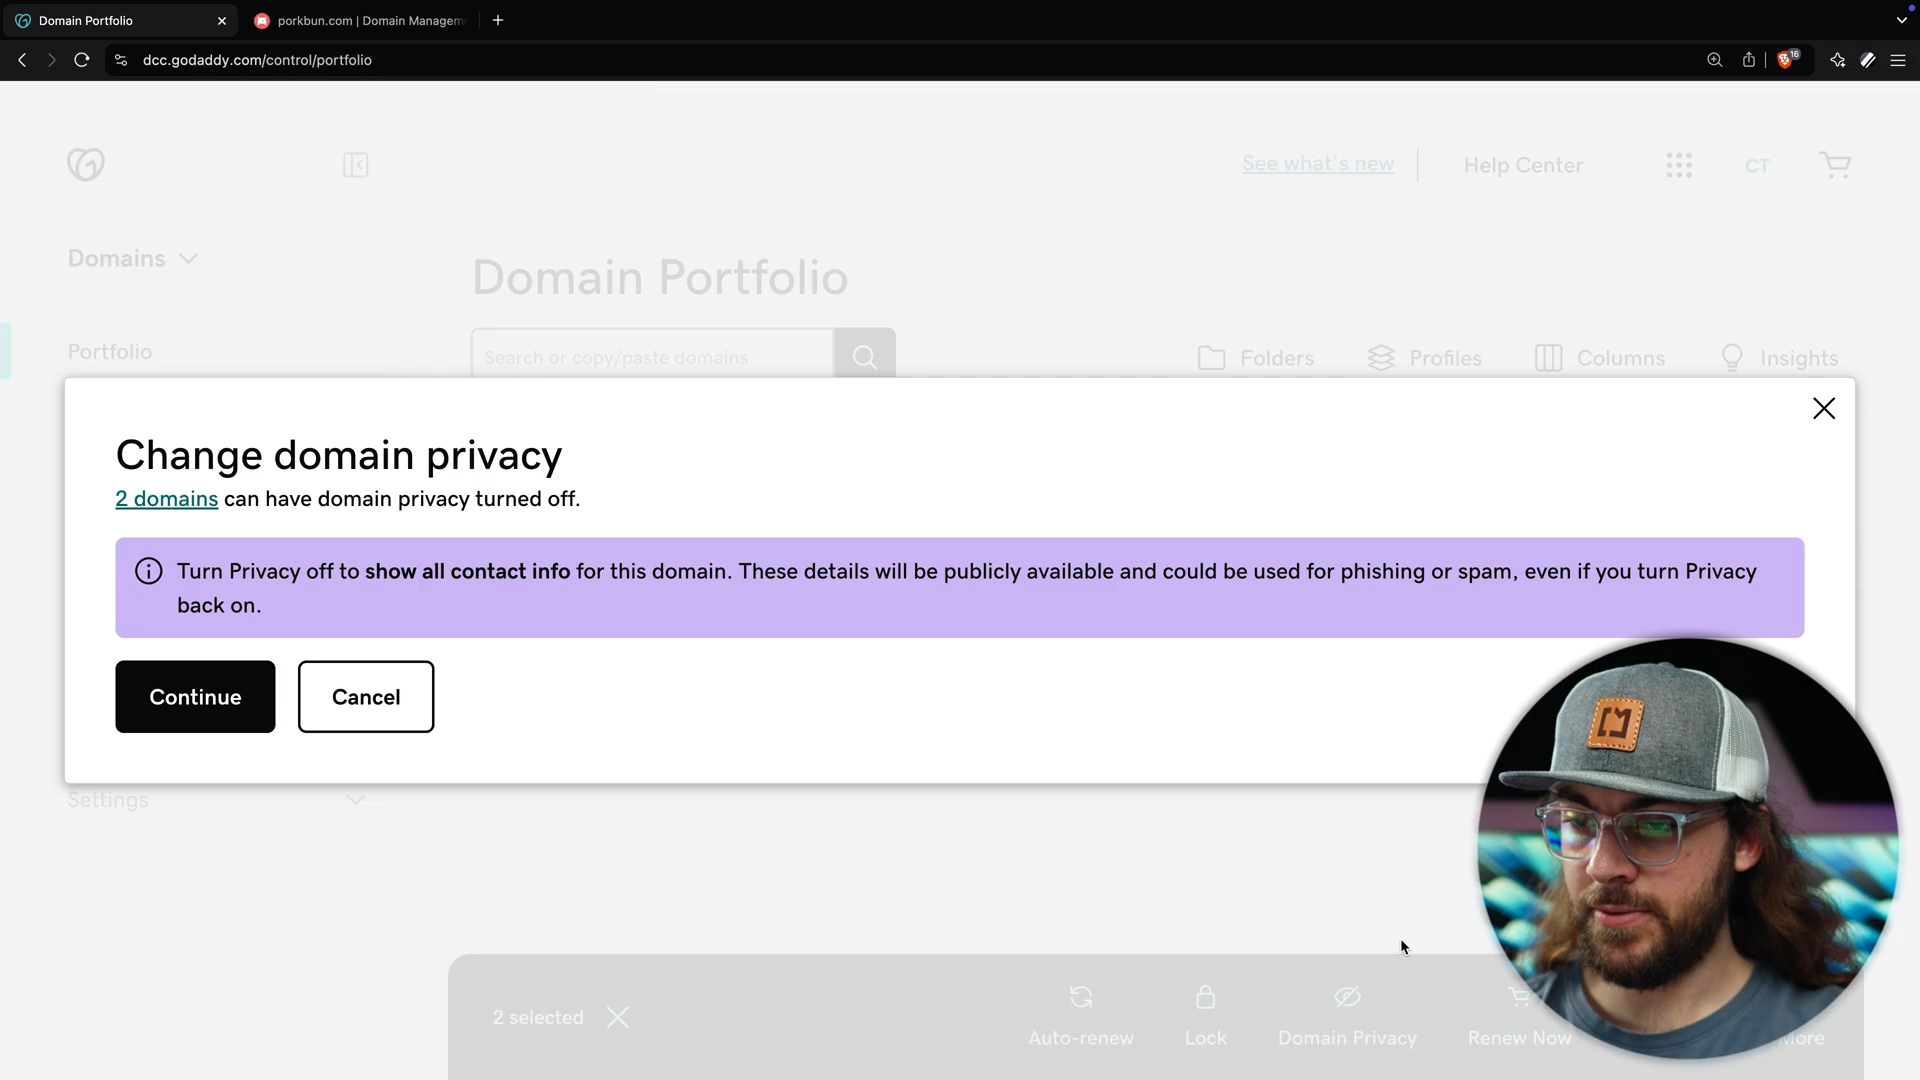 Domain Portfolio
porkbun.com | Domain Managem
dcc.godaddy.com/control/portfolio
16
See what's new
Help Center
CT
Domains
Domain Portfolio
Portfolio
Search or copy/paste domains
Folders
Profiles
Columns
Insights
Change domain privacy
2 domains can have domain privacy turned off.
Turn Privacy off to show all contact info for this domain. These details will be publicly available and could be used for phishing or spam, even if you turn Privacy
back on.
Continue
Cancel
Settings
2 selected
Auto-renew
Lock
Domain Privacy
Renew Now
More